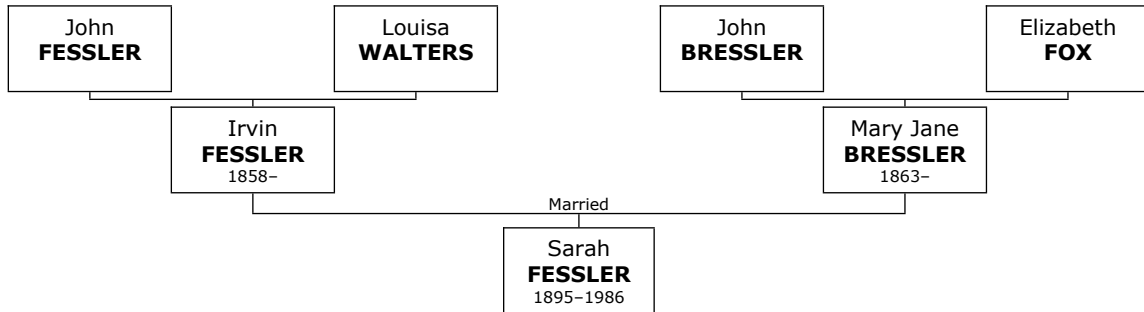 John
FESSLER
Louisa
WALTERS
John
BRESSLER
Elizabeth
FOX
Irvin
FESSLER
1858–
Mary Jane
BRESSLER
1863–
Married
Sarah
FESSLER
1895–1986